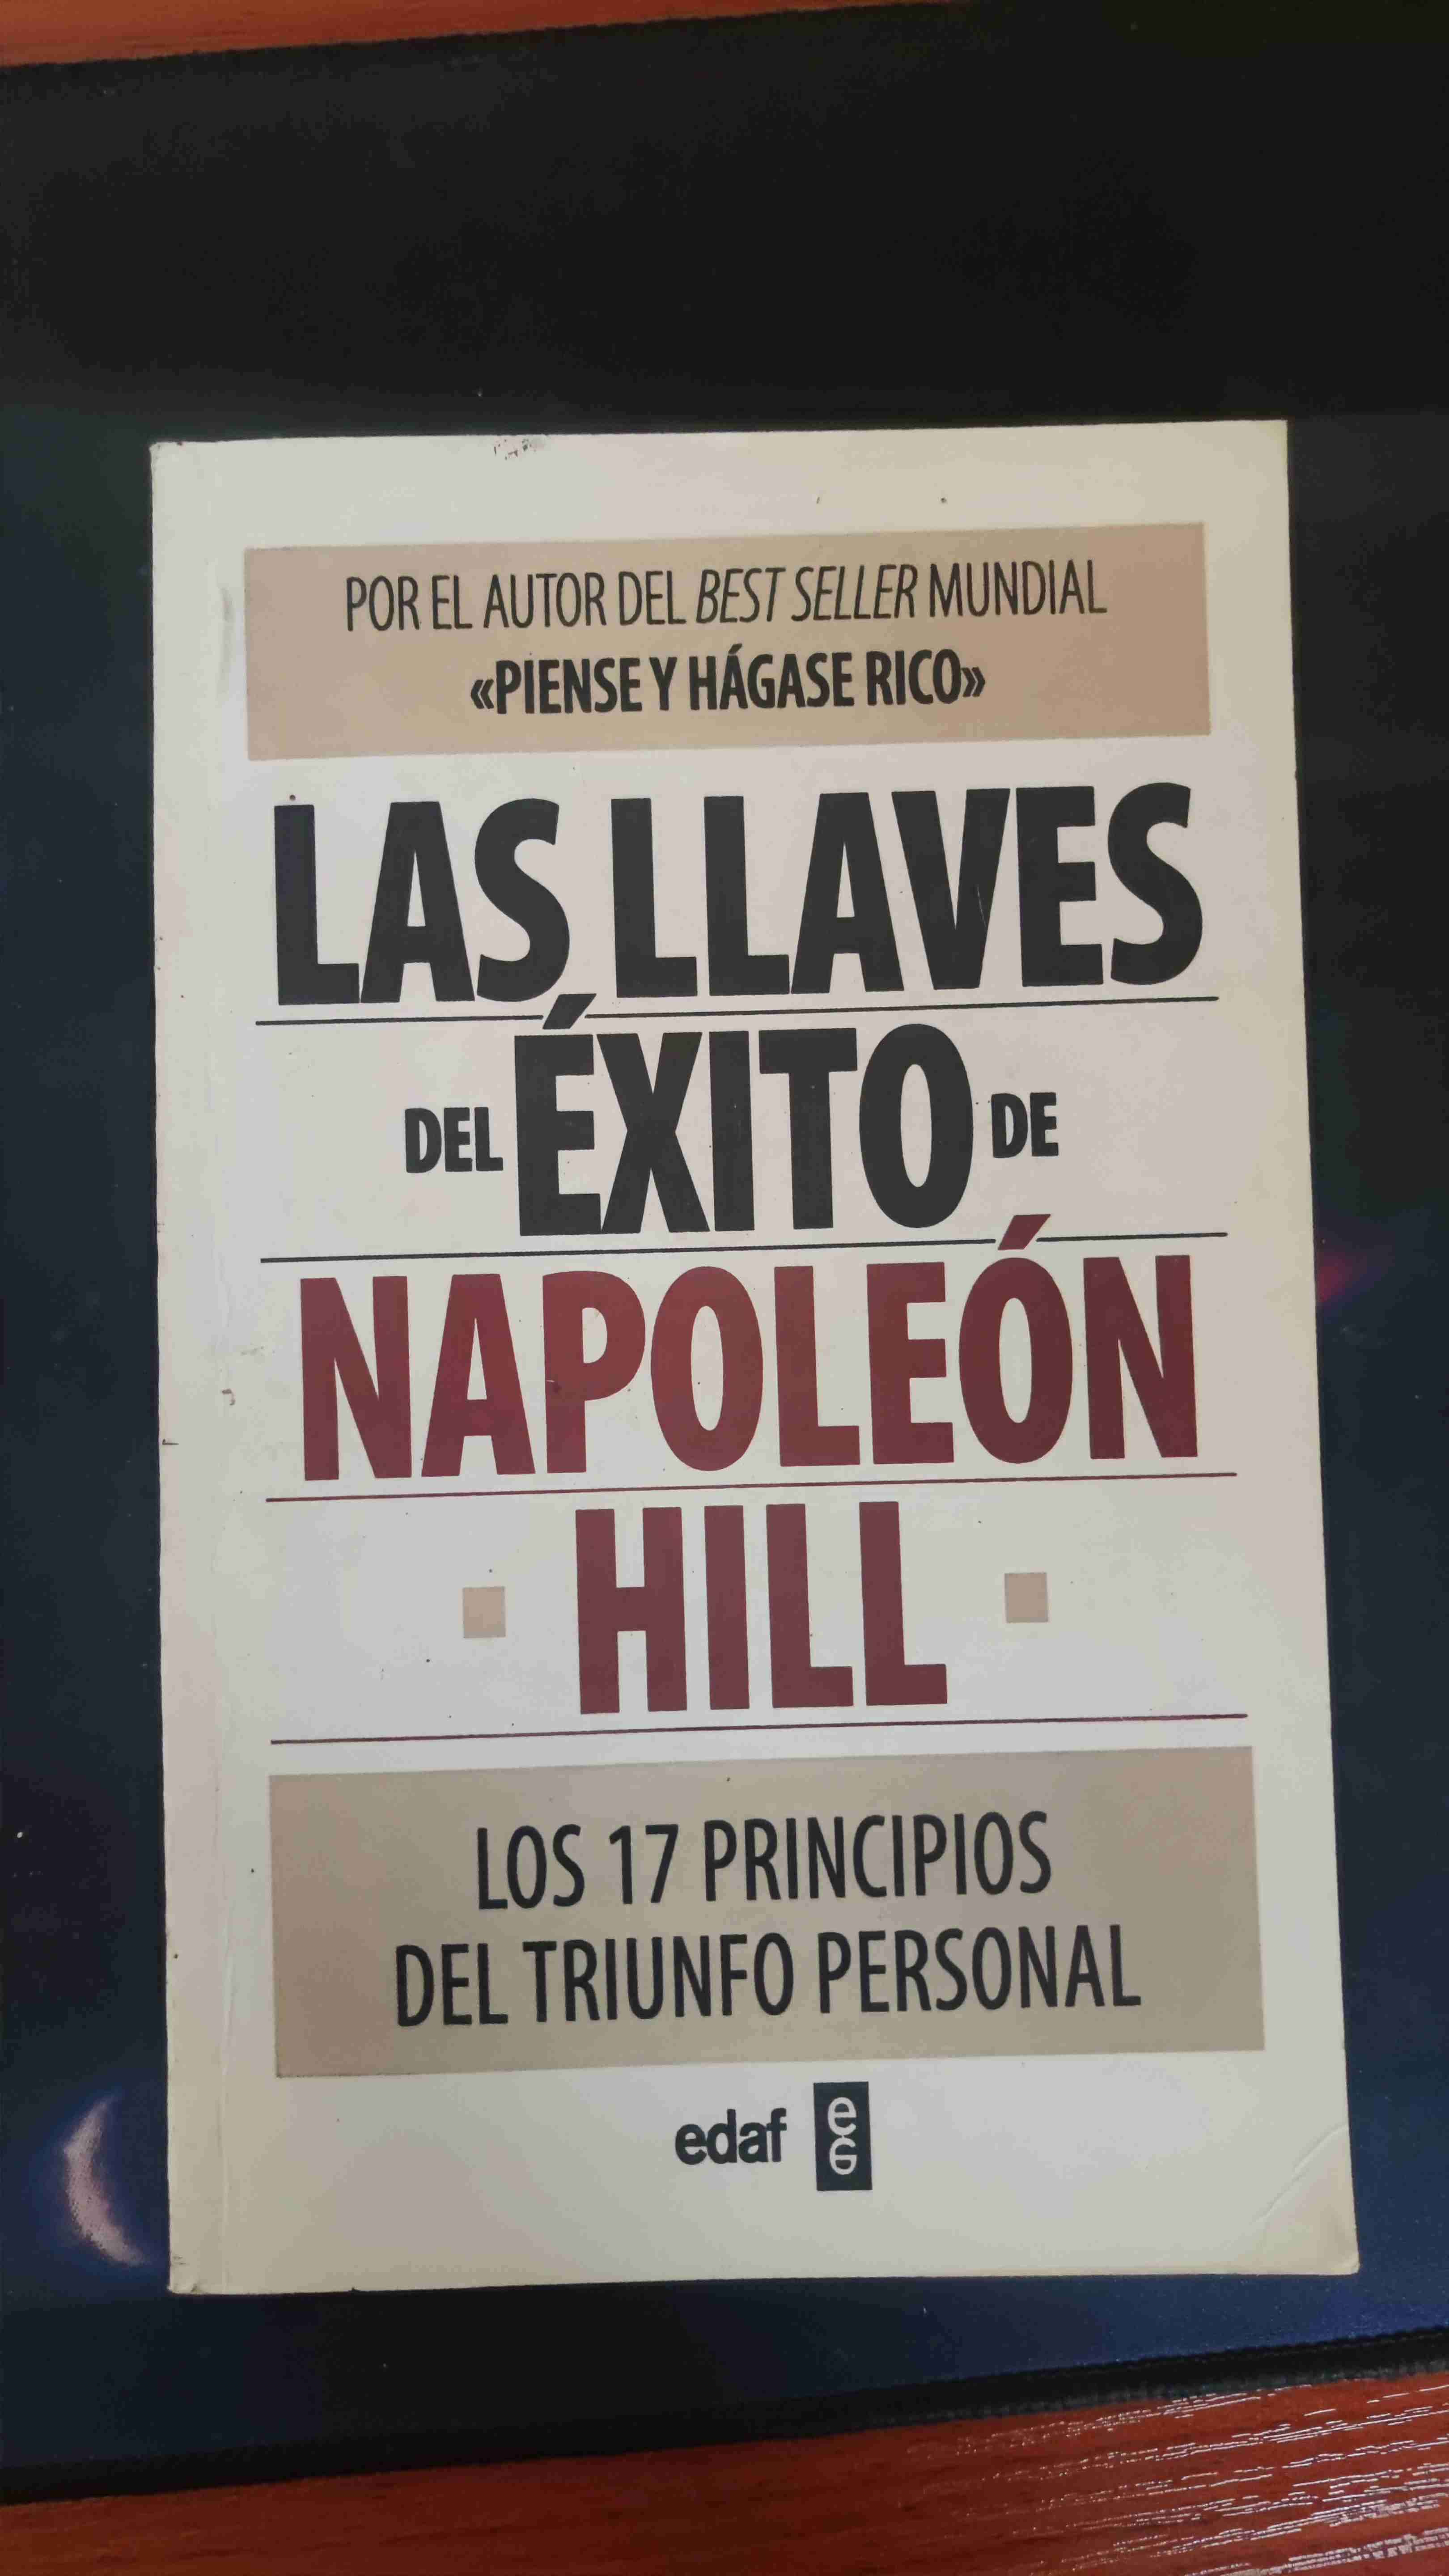 POR EL AUTOR DEL BEST SELLER MUNDIAL
«PIENSE Y HÁGASE RICO»
LAS LLAVES
DEL ÉXITO DE
NAPOLEÓN
HILL
LOS 17 PRINCIPIOS
DEL TRIUNFO PERSONAL
edaf